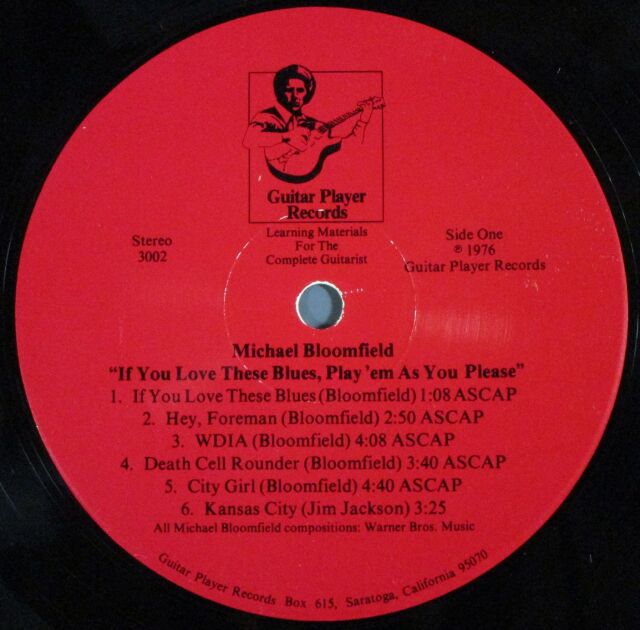 Guitar Player
Records
Learning Materials
For The
Complete Guitarist
Stereo
3002
Side One
℗ 1976
Guitar Player Records
Michael Bloomfield
"If You Love These Blues, Play 'em As You Please"
1. If You Love These Blues (Bloomfield) 1:08 ASCAP
2. Hey, Foreman (Bloomfield) 2:50 ASCAP
3. WDIA (Bloomfield) 4:08 ASCAP
4. Death Cell Rounder (Bloomfield) 3:40 ASCAP
5. City Girl (Bloomfield) 4:40 ASCAP
6. Kansas City (Jim Jackson) 3:25
All Michael Bloomfield compositions: Warner Bros. Music
Guitar Player Records Box 615, Saratoga, California 95070